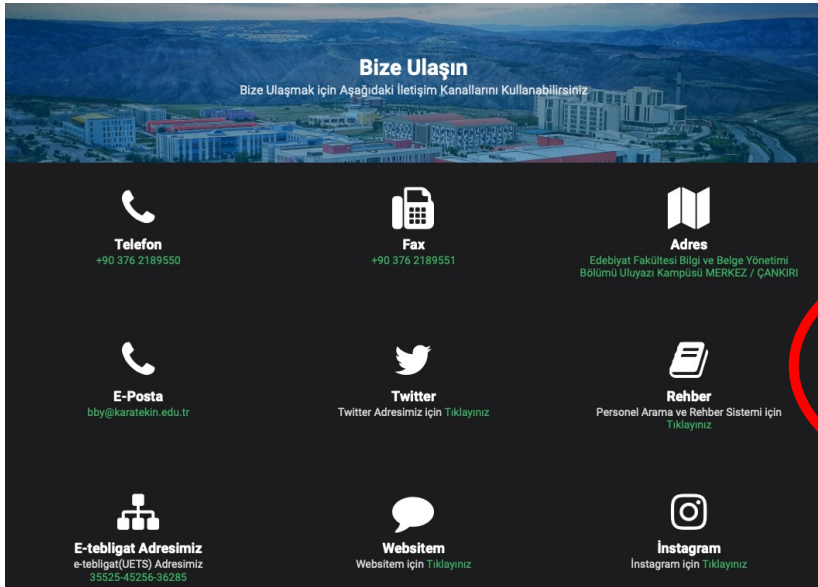 Bize Ulaşın
Bize Ulaşmak için Aşağıdaki İletişim Kanallarını Kullanabilirsiniz
Telefon
+90 376 2189550
Fax
+90 376 2189551
Adres
Edebiyat Fakültesi Bilgi ve Belge Yönetimi
Bölümü Uluyazı Kampüsü MERKEZ / ÇANKIRI
E-Posta
bby@karatekin.edu.tr
Twitter
Twitter Adresimiz için Tıklayınız
Rehber
Personel Arama ve Rehber Sistemi için
Tıklayınız
E-tebligat Adresimiz
e-tebligat(UETS) Adresimiz
35525-45256-36285
Websitem
Websitem için Tıklayınız
İnstagram
İnstagram için Tıklayınız